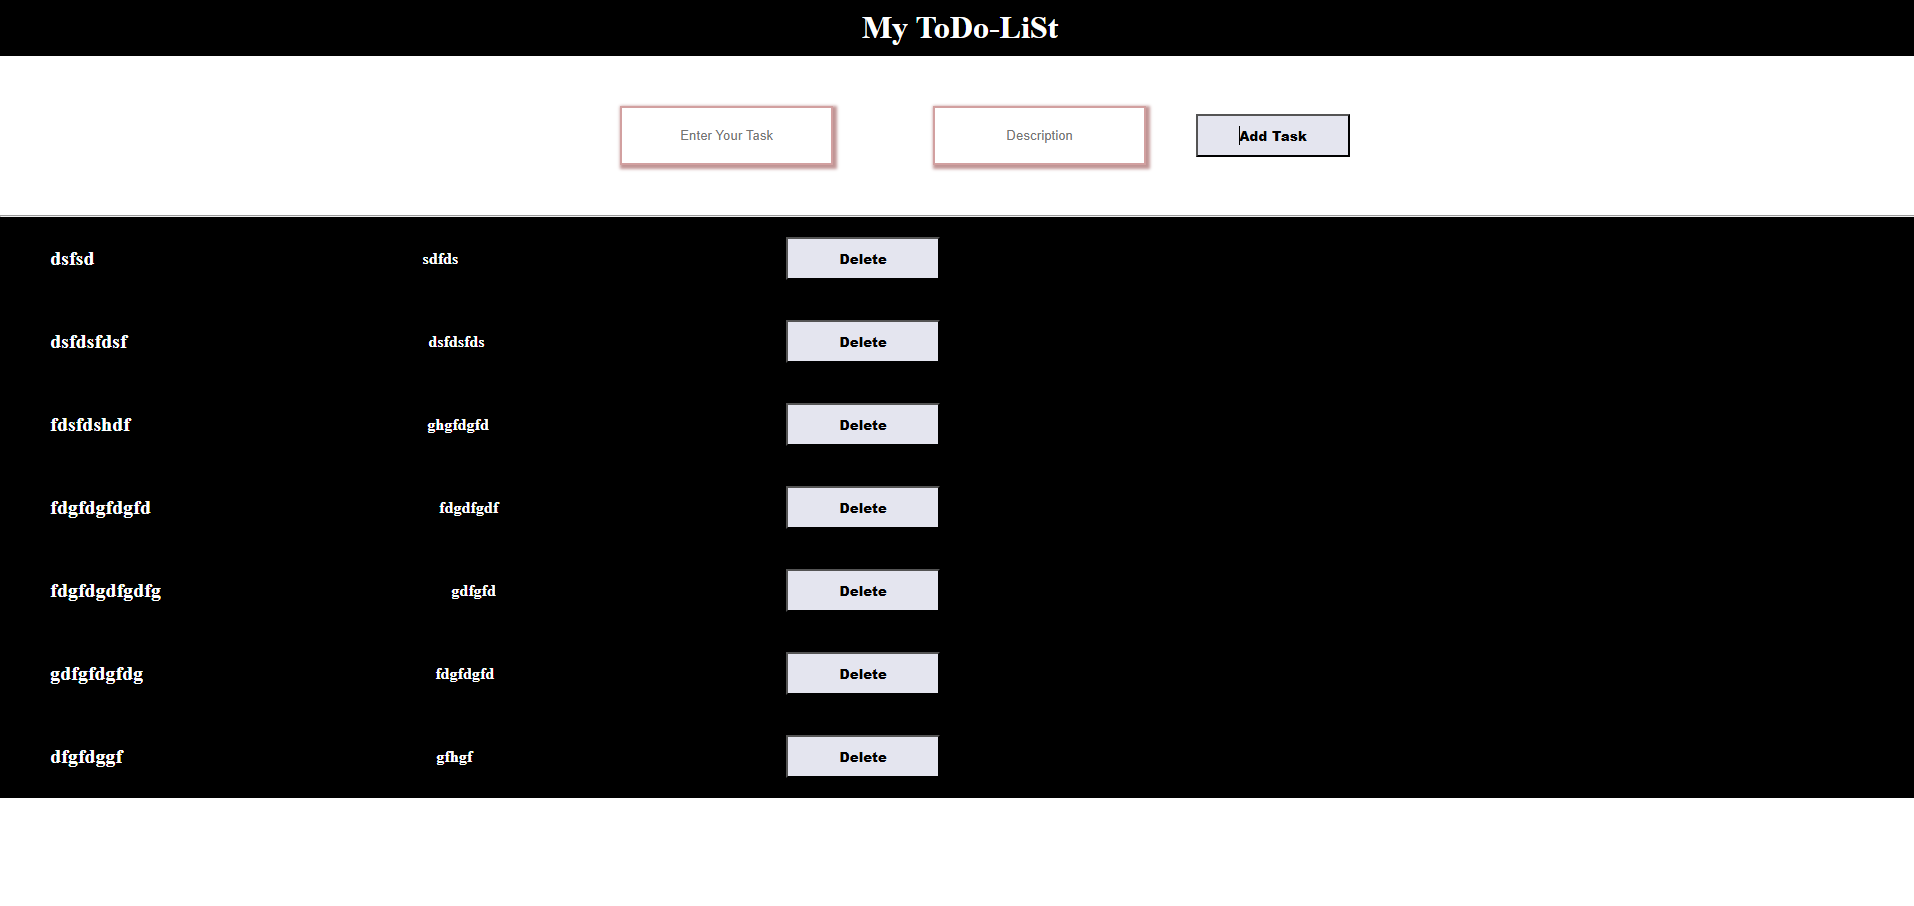 My ToDo-LiSt
Enter Your Task Description Add Task
dsfsd sdfds Delete
dsfdsfdsf dsfdsfds Delete
fdsfdshdf ghgfdgfd Delete
fdgfdgfdgfd fdgdfgdf Delete
fdgfdgdfgdfg gdfgfd Delete
gdfgfdgfdg fdgfdgfd Delete
dfgfdggf gfhgf Delete